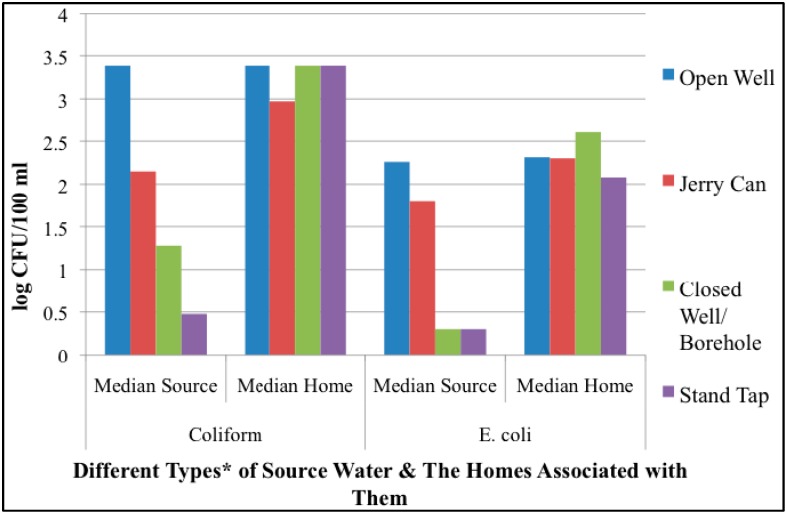 4
3.5
3
2.5
2
1.5
1
0.5
0
log CFU/100 ml
Median Source
Median Home
Median Source
Median Home
Coliform
E. coli
Different Types* of Source Water & The Homes Associated with
Them
Open Well
Jerry Can
Closed
Well/
Borehole
Stand Tap